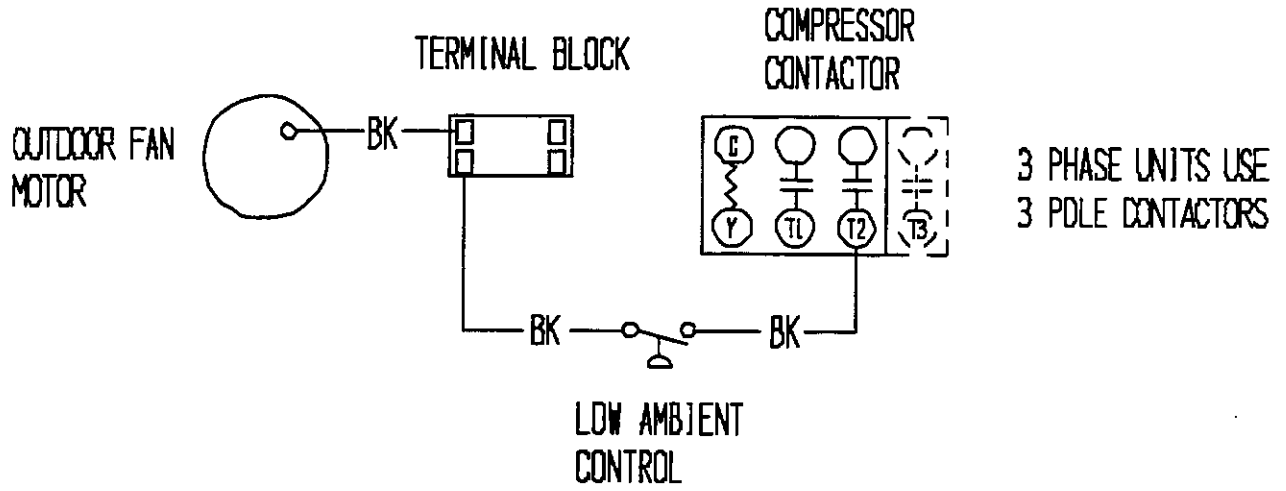 COMPRESSOR
CONTACTOR
TERMINAL BLOCK
OUTDOOR FAN
MOTOR
BK
C
Y
T1
T2
T3
3 PHASE UNITS USE
3 POLE CONTACTORS
BK
BK
LOW AMBIENT
CONTROL